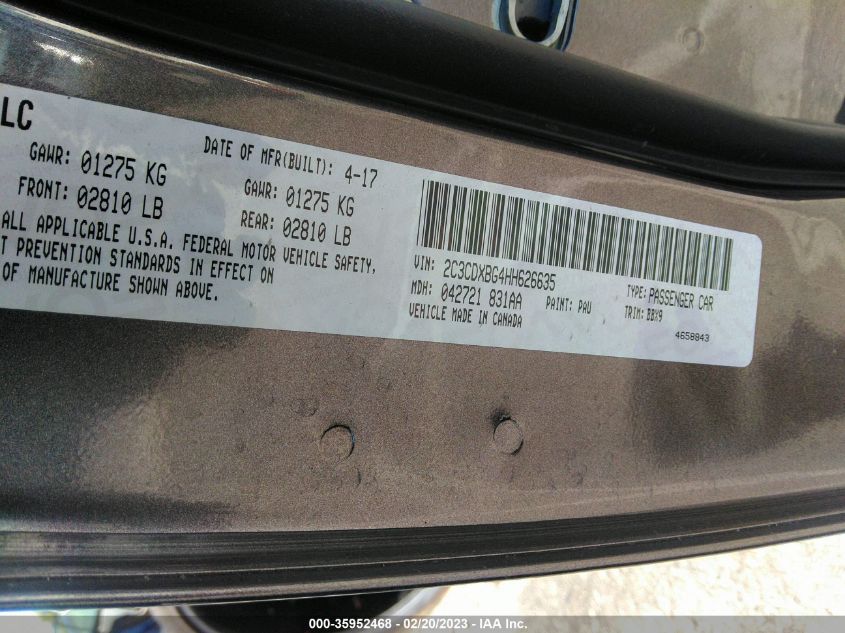 LC
DATE OF MFR(BUILT): 4-17
GAWR: 01275 KG
FRONT: 02810 LB
GAWR: 01275 KG
REAR: 02810 LB
ALL APPLICABLE U.S.A. FEDERAL MOTOR VEHICLE SAFETY,
T PREVENTION STANDARDS IN EFFECT ON
OF MANUFACTURE SHOWN ABOVE.
VIN: 2C3CDXBG4HH626635
TYPE: PASSENGER CAR
MDH: 042721 831AA PAINT: PAU TRIM: BBX9
VEHICLE MADE IN CANADA
4658843
000-35952468 - 02/20/2023 - IAA Inc.